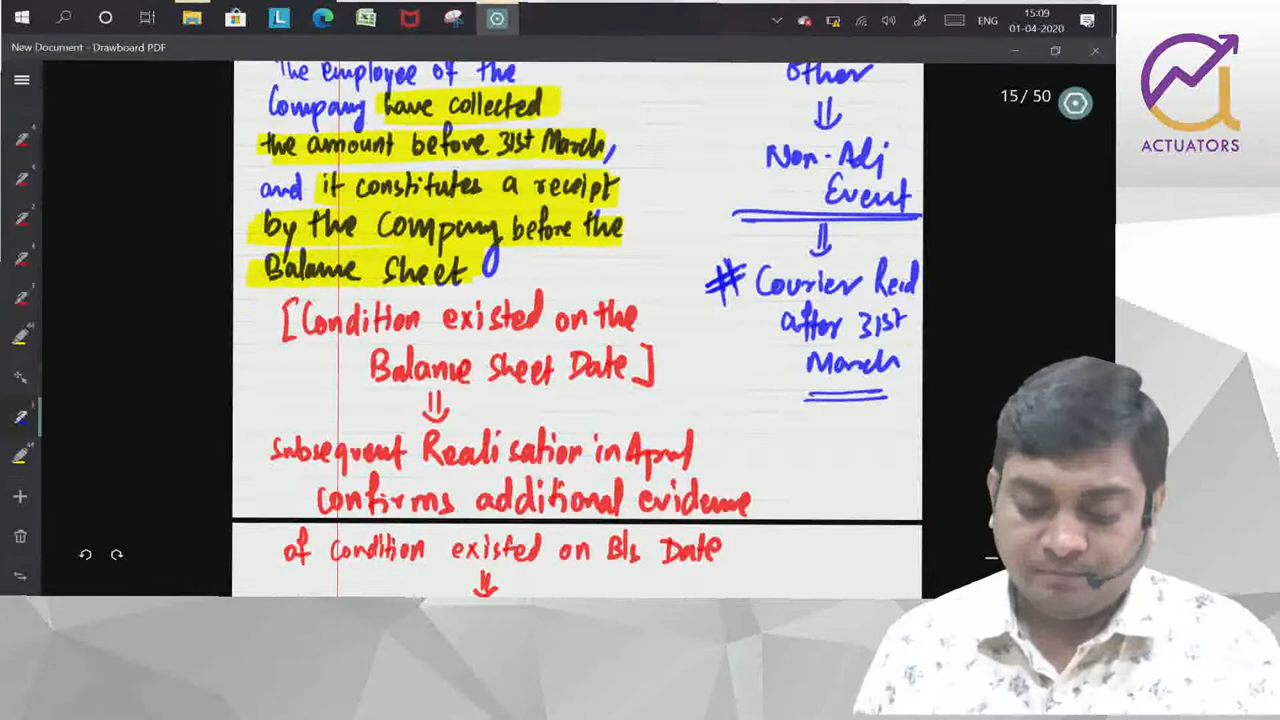 15:09
ENG
01-04-2020
New Document - Drawboard PDF
15 / 50
ACTUATORS
The employee of the
Company have collected
the amount before 31st March,
and it constitutes a receipt
by the Company before the
Balance Sheet
[Condition existed on the
Balance Sheet Date]
⇓
Subsequent Realisation in April
confirms additional evidence
of condition existed on B/s Date
⇓
other
⇓
Non-Adj
Event
⇓
# Courier Recd
after 31st
March